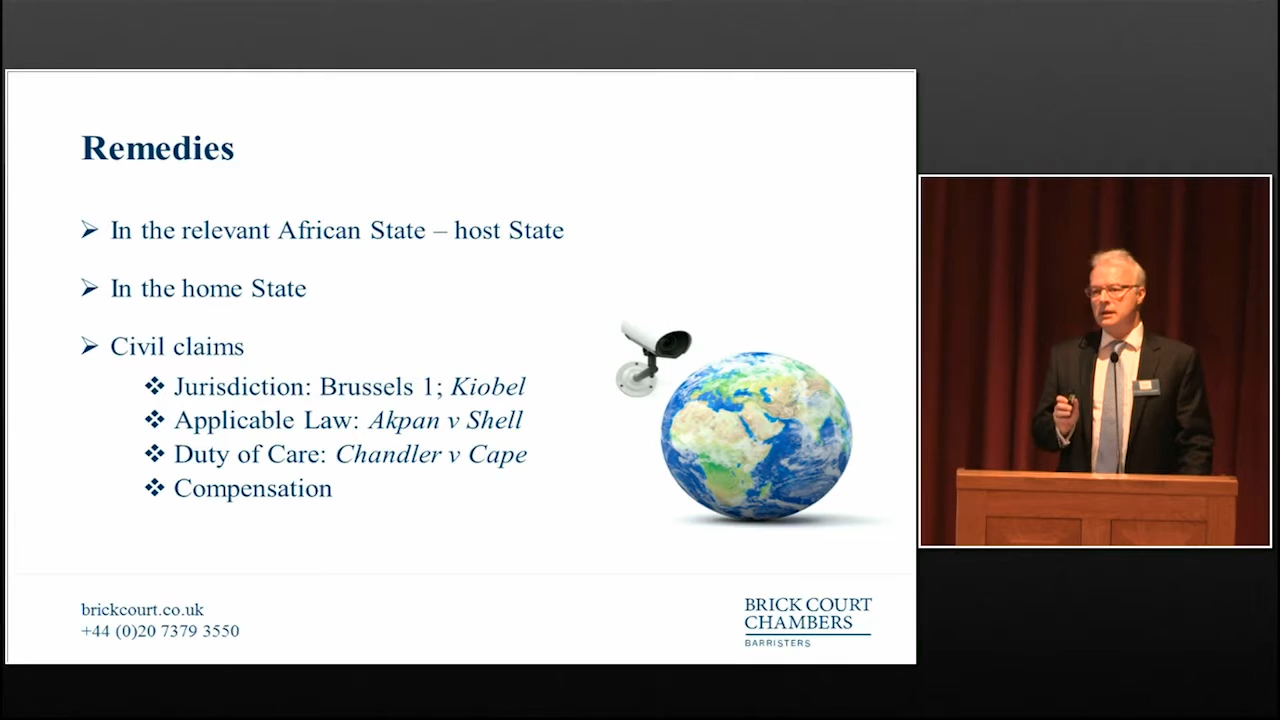 Remedies
➢ In the relevant African State – host State
➢ In the home State
➢ Civil claims
❖ Jurisdiction: Brussels 1; Kiobel
❖ Applicable Law: Akpan v Shell
❖ Duty of Care: Chandler v Cape
❖ Compensation
brickcourt.co.uk
+44 (0)20 7379 3550
BRICK COURT
CHAMBERS
BARRISTERS